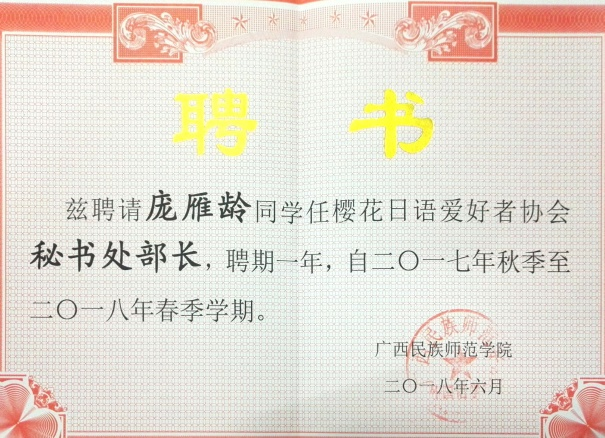 聘 书
兹聘请庞雁龄同学任樱花日语爱好者协会
秘书处部长，聘期一年，自二〇一七年秋季至
二〇一八年春季学期。
广西民族师范学院
二〇一八年六月